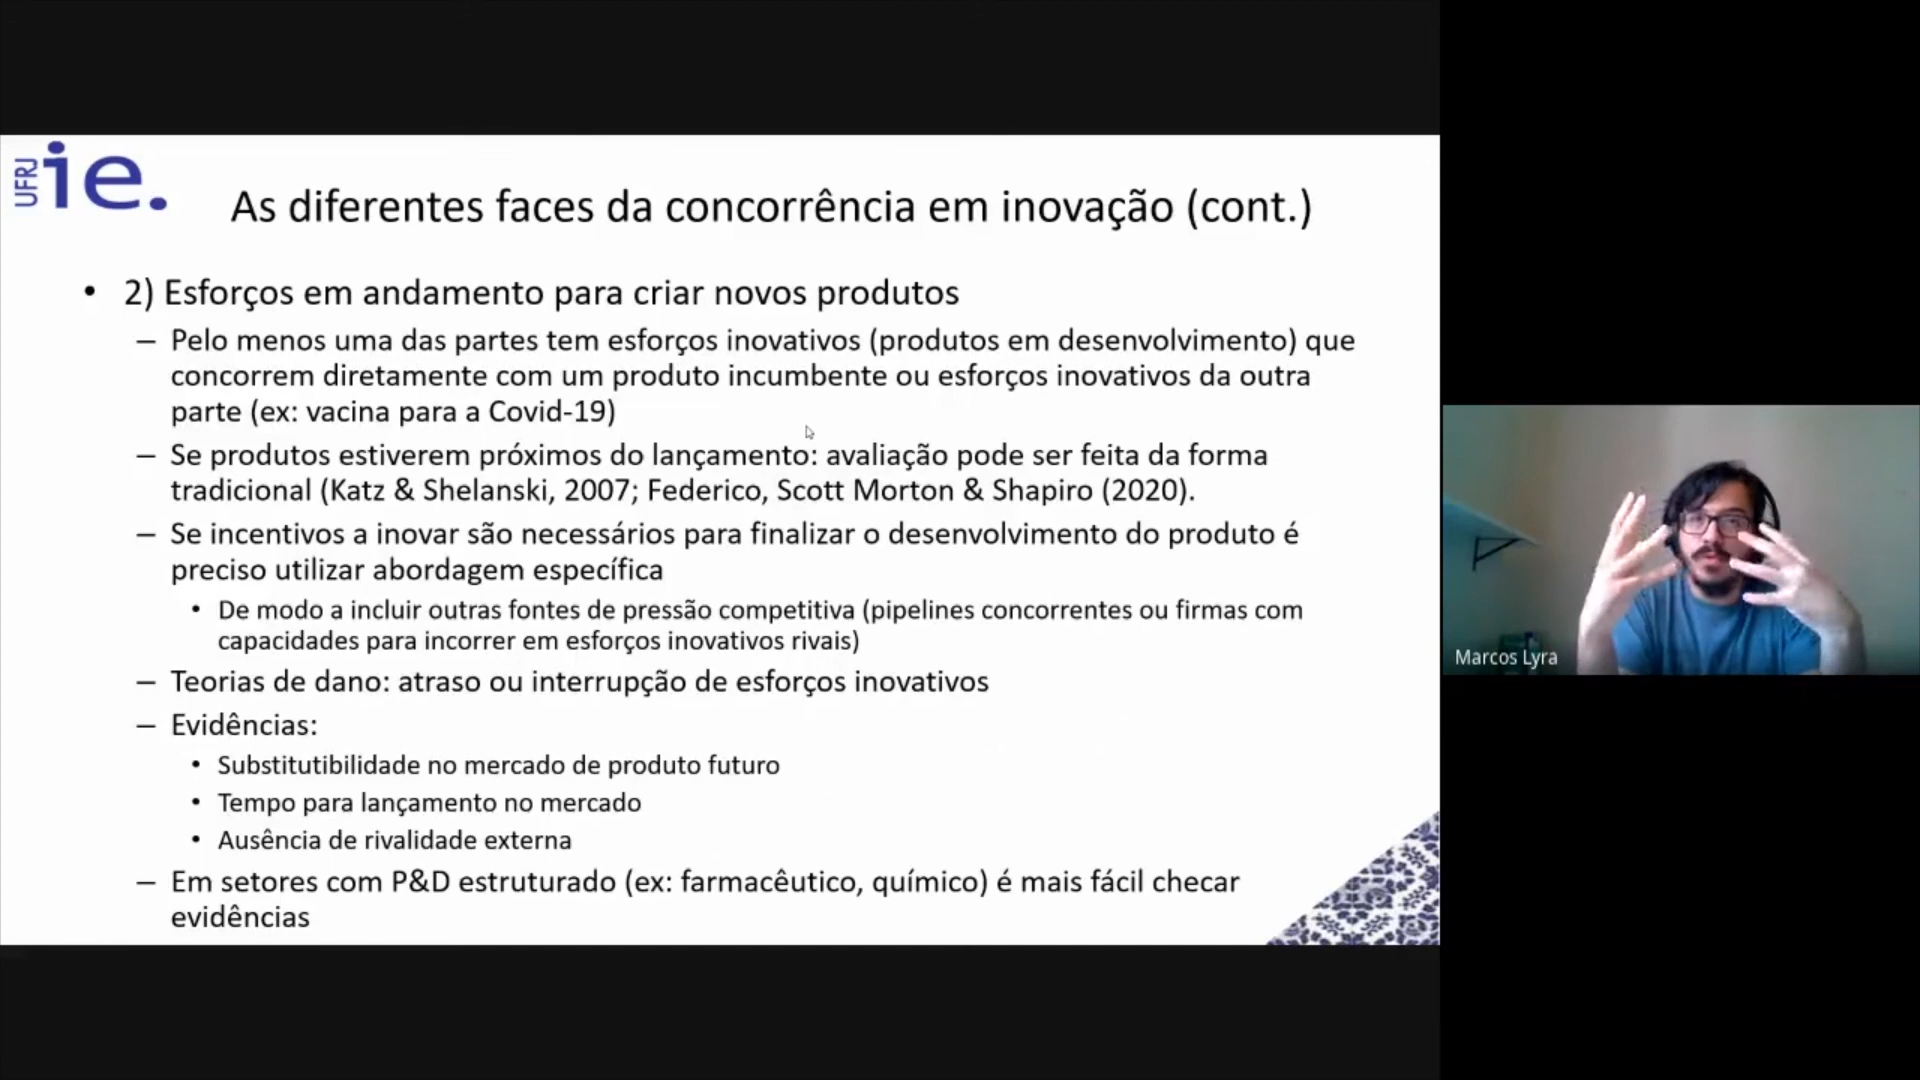 UFRJ ie.
As diferentes faces da concorrência em inovação (cont.)
• 2) Esforços em andamento para criar novos produtos
– Pelo menos uma das partes tem esforços inovativos (produtos em desenvolvimento) que
concorrem diretamente com um produto incumbente ou esforços inovativos da outra
parte (ex: vacina para a Covid-19)
– Se produtos estiverem próximos do lançamento: avaliação pode ser feita da forma
tradicional (Katz & Shelanski, 2007; Federico, Scott Morton & Shapiro (2020).
– Se incentivos a inovar são necessários para finalizar o desenvolvimento do produto é
preciso utilizar abordagem específica
• De modo a incluir outras fontes de pressão competitiva (pipelines concorrentes ou firmas com
capacidades para incorrer em esforços inovativos rivais)
– Teorias de dano: atraso ou interrupção de esforços inovativos
– Evidências:
• Substitutibilidade no mercado de produto futuro
• Tempo para lançamento no mercado
• Ausência de rivalidade externa
– Em setores com P&D estruturado (ex: farmacêutico, químico) é mais fácil checar
evidências
Marcos Lyra